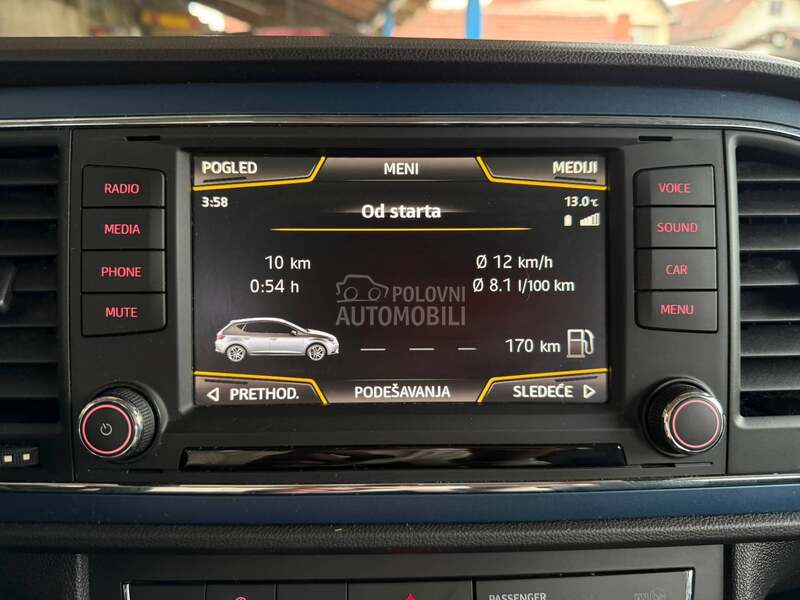 POGLED MENI MEDIJI
3:58 13.0°C
Od starta
10 km Ø 12 km/h
0:54 h Ø 8.1 l/100 km
POLOVNI
AUTOMOBILI
— — — 170 km
PRETHOD. PODEŠAVANJA SLEDEĆE
RADIO
MEDIA
PHONE
MUTE
VOICE
SOUND
CAR
MENU
PASSENGER